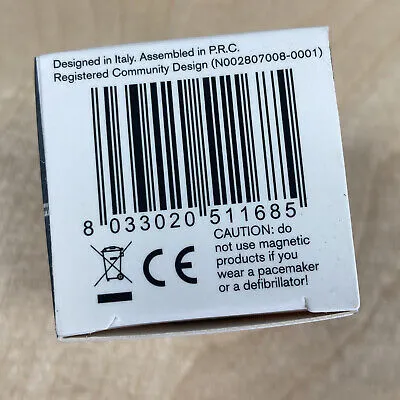 Designed in Italy. Assembled in P.R.C.
Registered Community Design (N002807008-0001)
8 033020 511685
CAUTION: do
not use magnetic
products if you
wear a pacemaker
or a defibrillator!
CE